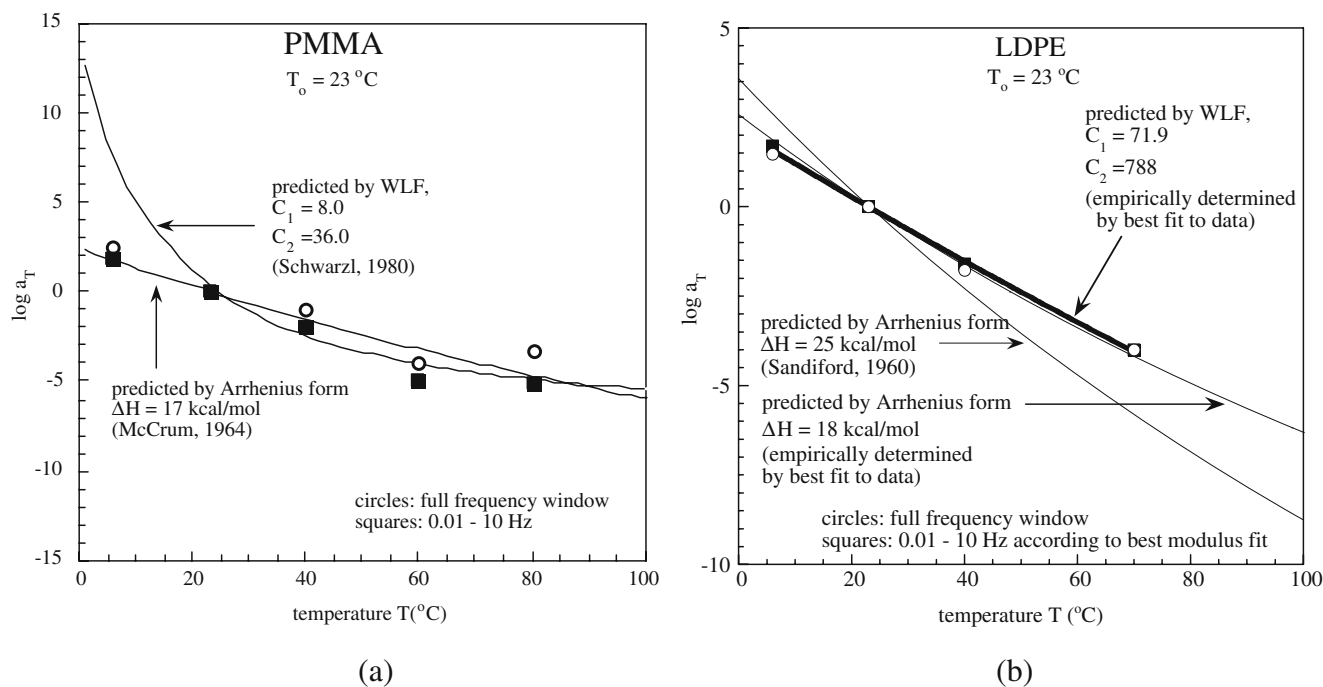 15
10
5
0
-5
-10
-15
log a_T
PMMA
T_o = 23 °C
predicted by WLF,
C_1 = 8.0
C_2 = 36.0
(Schwarzl, 1980)
predicted by Arrhenius form
ΔH = 17 kcal/mol
(McCrum, 1964)
circles: full frequency window
squares: 0.01 - 10 Hz
0 20 40 60 80 100
temperature T(°C)
(a)
5
0
-5
-10
log a_T
LDPE
T_o = 23 °C
predicted by WLF,
C_1 = 71.9
C_2 = 788
(empirically determined
by best fit to data)
predicted by Arrhenius form
ΔH = 25 kcal/mol
(Sandiford, 1960)
predicted by Arrhenius form
ΔH = 18 kcal/mol
(empirically determined
by best fit to data)
circles: full frequency window
squares: 0.01 - 10 Hz according to best modulus fit
0 20 40 60 80 100
temperature T (°C)
(b)